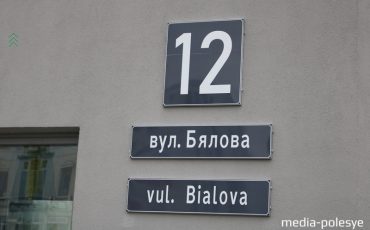 12
вул. Бялова
vul. Bialova
media-polesye